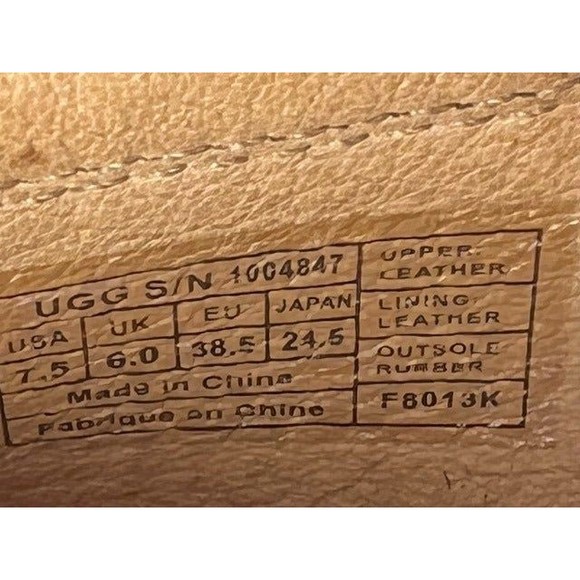 UGG S/N 1004847
USA UK EU JAPAN
7.5 6.0 38.5 24.5
Made in China
Fabrique en Chine
UPPER:
LEATHER
LINING:
LEATHER
OUTSOLE
RUBBER
F8013K